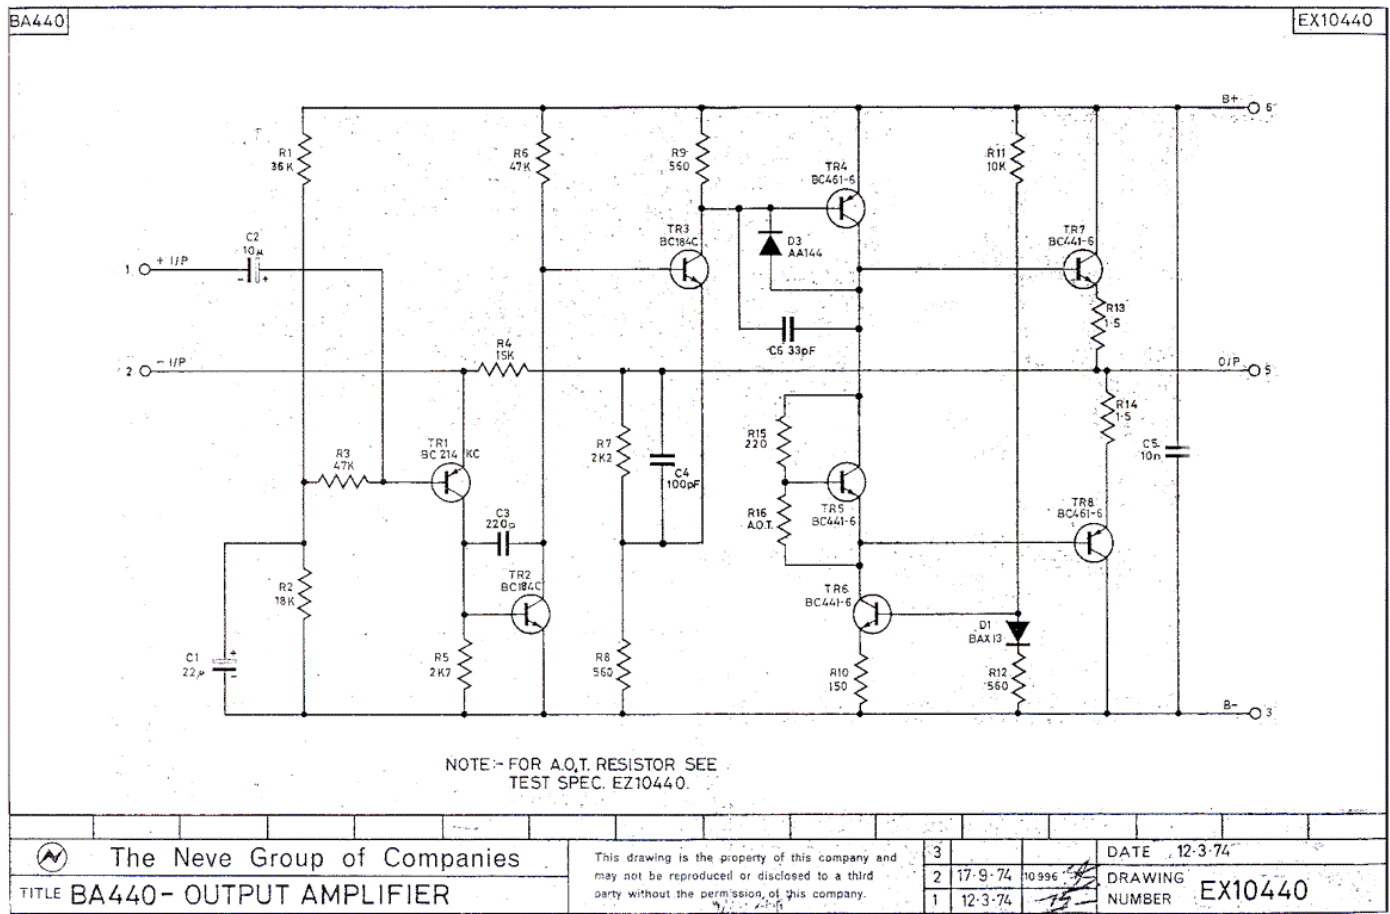 BA440
EX10440
B+ 6
R1
36K
R6
47K
R9
560
TR4
BC461-6
R11
10K
C2
10µ
1 + I/P
TR3
BC184C
D3
AA144
TR7
BC441-6
R13
1·5
C6 33pF
R4
15K
2 - I/P
O/P 5
R14
1·5
R15
220
R7
2K2
C4
100pF
C5
10n
TR1
BC214 KC
R3
47K
R16
A.O.T.
TR5
BC441-6
TR8
BC461-6
C3
220p
TR2
BC184C
R2
18K
TR6
BC441-6
D1
BAX13
C1
22µ
R5
2K7
R8
560
R10
150
R12
560
B- 3
NOTE:- FOR A.O.T. RESISTOR SEE
TEST SPEC. EZ10440.
The Neve Group of Companies
TITLE BA440 - OUTPUT AMPLIFIER
This drawing is the property of this company and
may not be reproduced or disclosed to a third
party without the permission of this company.
3
2 17·9·74 10996
1 12·3·74
DATE 12·3·74
DRAWING
NUMBER EX10440